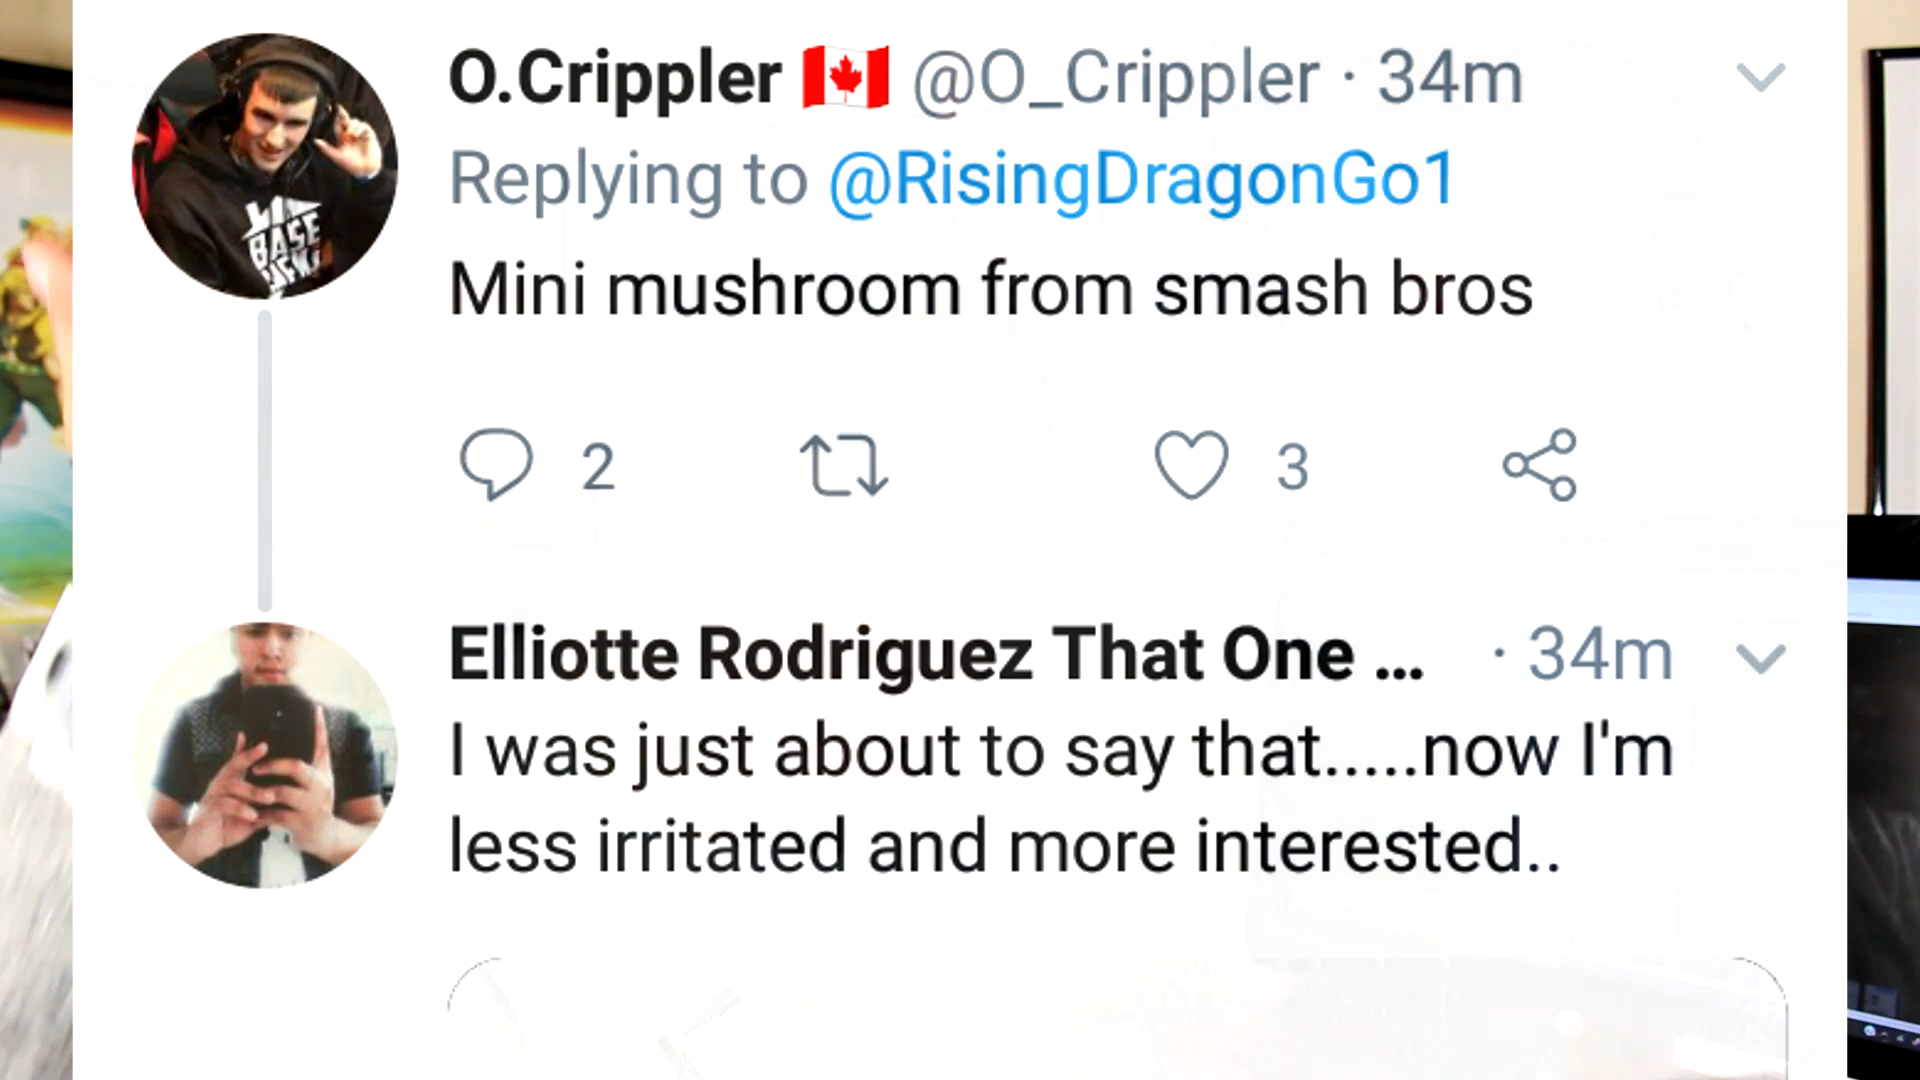 O.Crippler 🇨🇦 @O_Crippler · 34m
Replying to @RisingDragonGo1
Mini mushroom from smash bros
2 3
Elliotte Rodriguez That One ... · 34m
I was just about to say that.....now I'm
less irritated and more interested..
BASE